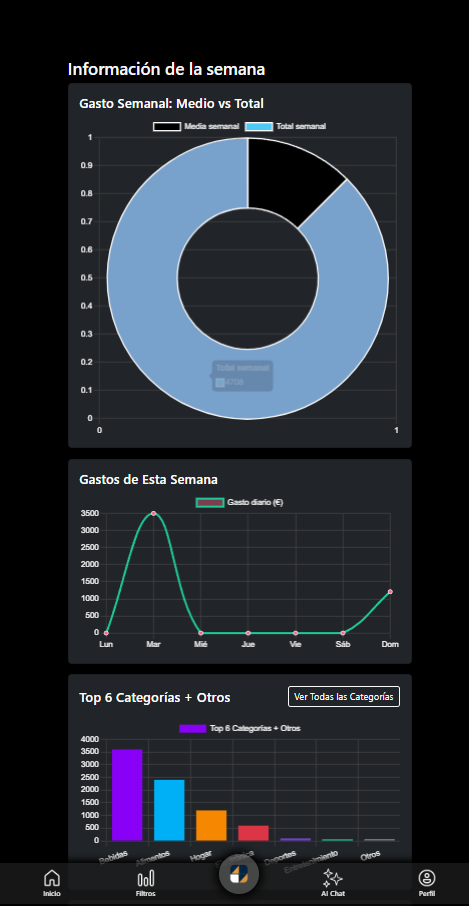 Información de la semana
Gasto Semanal: Medio vs Total
Media semanal Total semanal
1
0.9
0.8
0.7
0.6
0.5
0.4
0.3
0.2
0.1
0
0 1
Total semanal
Gastos de Esta Semana
Gasto diario (€)
3500
3000
2500
2000
1500
1000
500
0
Lun Mar Mié Jue Vie Sáb Dom
Top 6 Categorías + Otros Ver Todas las Categorías
Top 6 Categorías + Otros
4000
3500
3000
2500
2000
1500
1000
500
0
Bebidas Alimentos Hogar Deportes Entretenimiento Otros
Inicio Filtros AI Chat Perfil